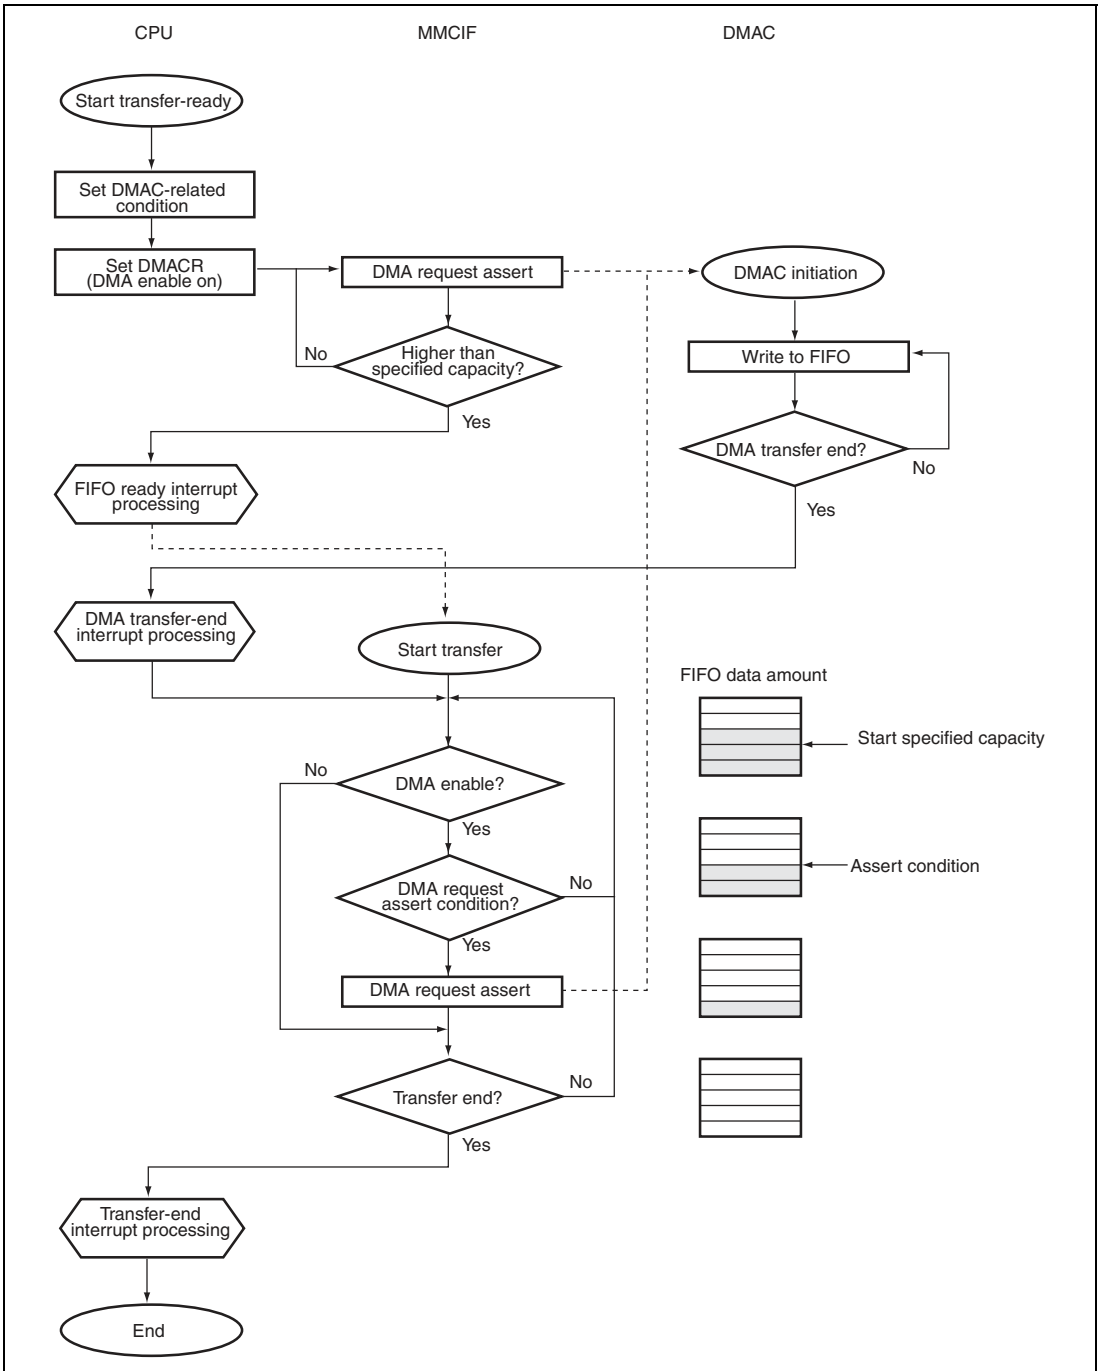 CPU
MMCIF
DMAC
Start transfer-ready
Set DMAC-related
condition
Set DMACR
(DMA enable on)
DMA request assert
DMAC initiation
No
Higher than
specified capacity?
Write to FIFO
Yes
DMA transfer end?
No
FIFO ready interrupt
processing
Yes
DMA transfer-end
interrupt processing
Start transfer
FIFO data amount
Start specified capacity
No
DMA enable?
Yes
Assert condition
DMA request
assert condition?
No
Yes
DMA request assert
Transfer end?
No
Yes
Transfer-end
interrupt processing
End